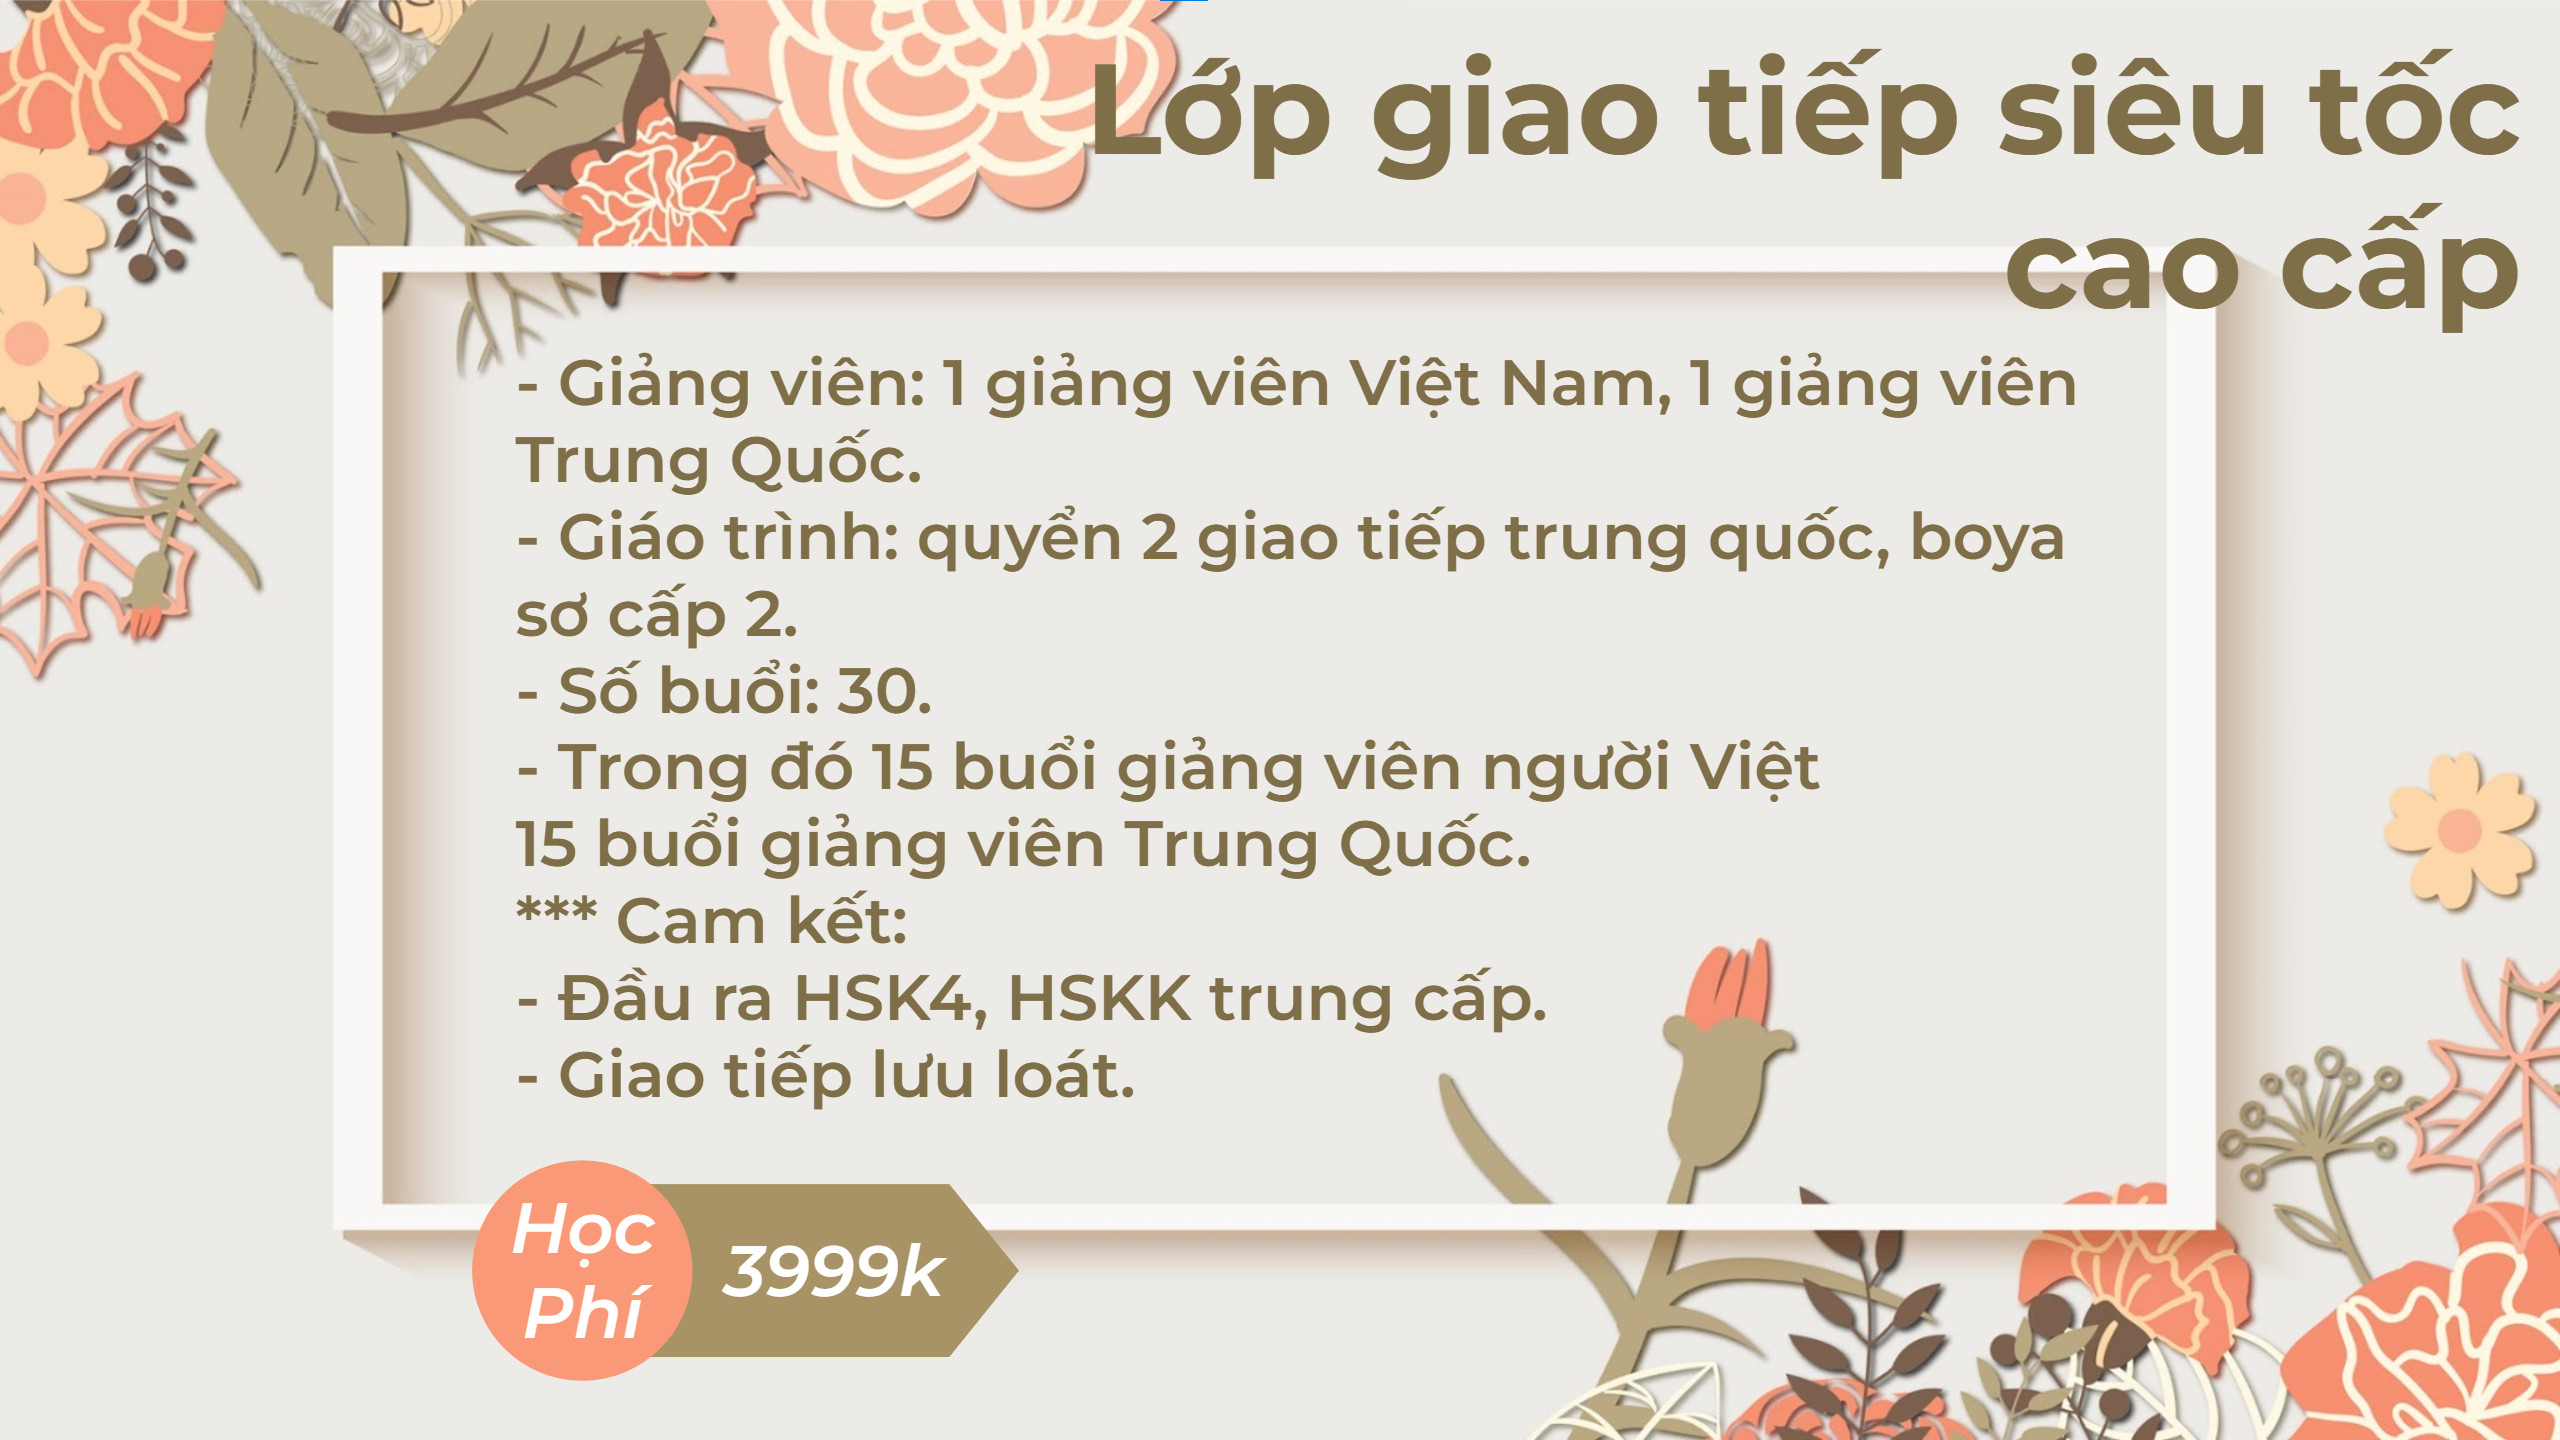 Lớp giao tiếp siêu tốc
cao cấp
- Giảng viên: 1 giảng viên Việt Nam, 1 giảng viên
Trung Quốc.
- Giáo trình: quyển 2 giao tiếp trung quốc, boya
sơ cấp 2.
- Số buổi: 30.
- Trong đó 15 buổi giảng viên người Việt
15 buổi giảng viên Trung Quốc.
*** Cam kết:
- Đầu ra HSK4, HSKK trung cấp.
- Giao tiếp lưu loát.
Học
Phí
3999k